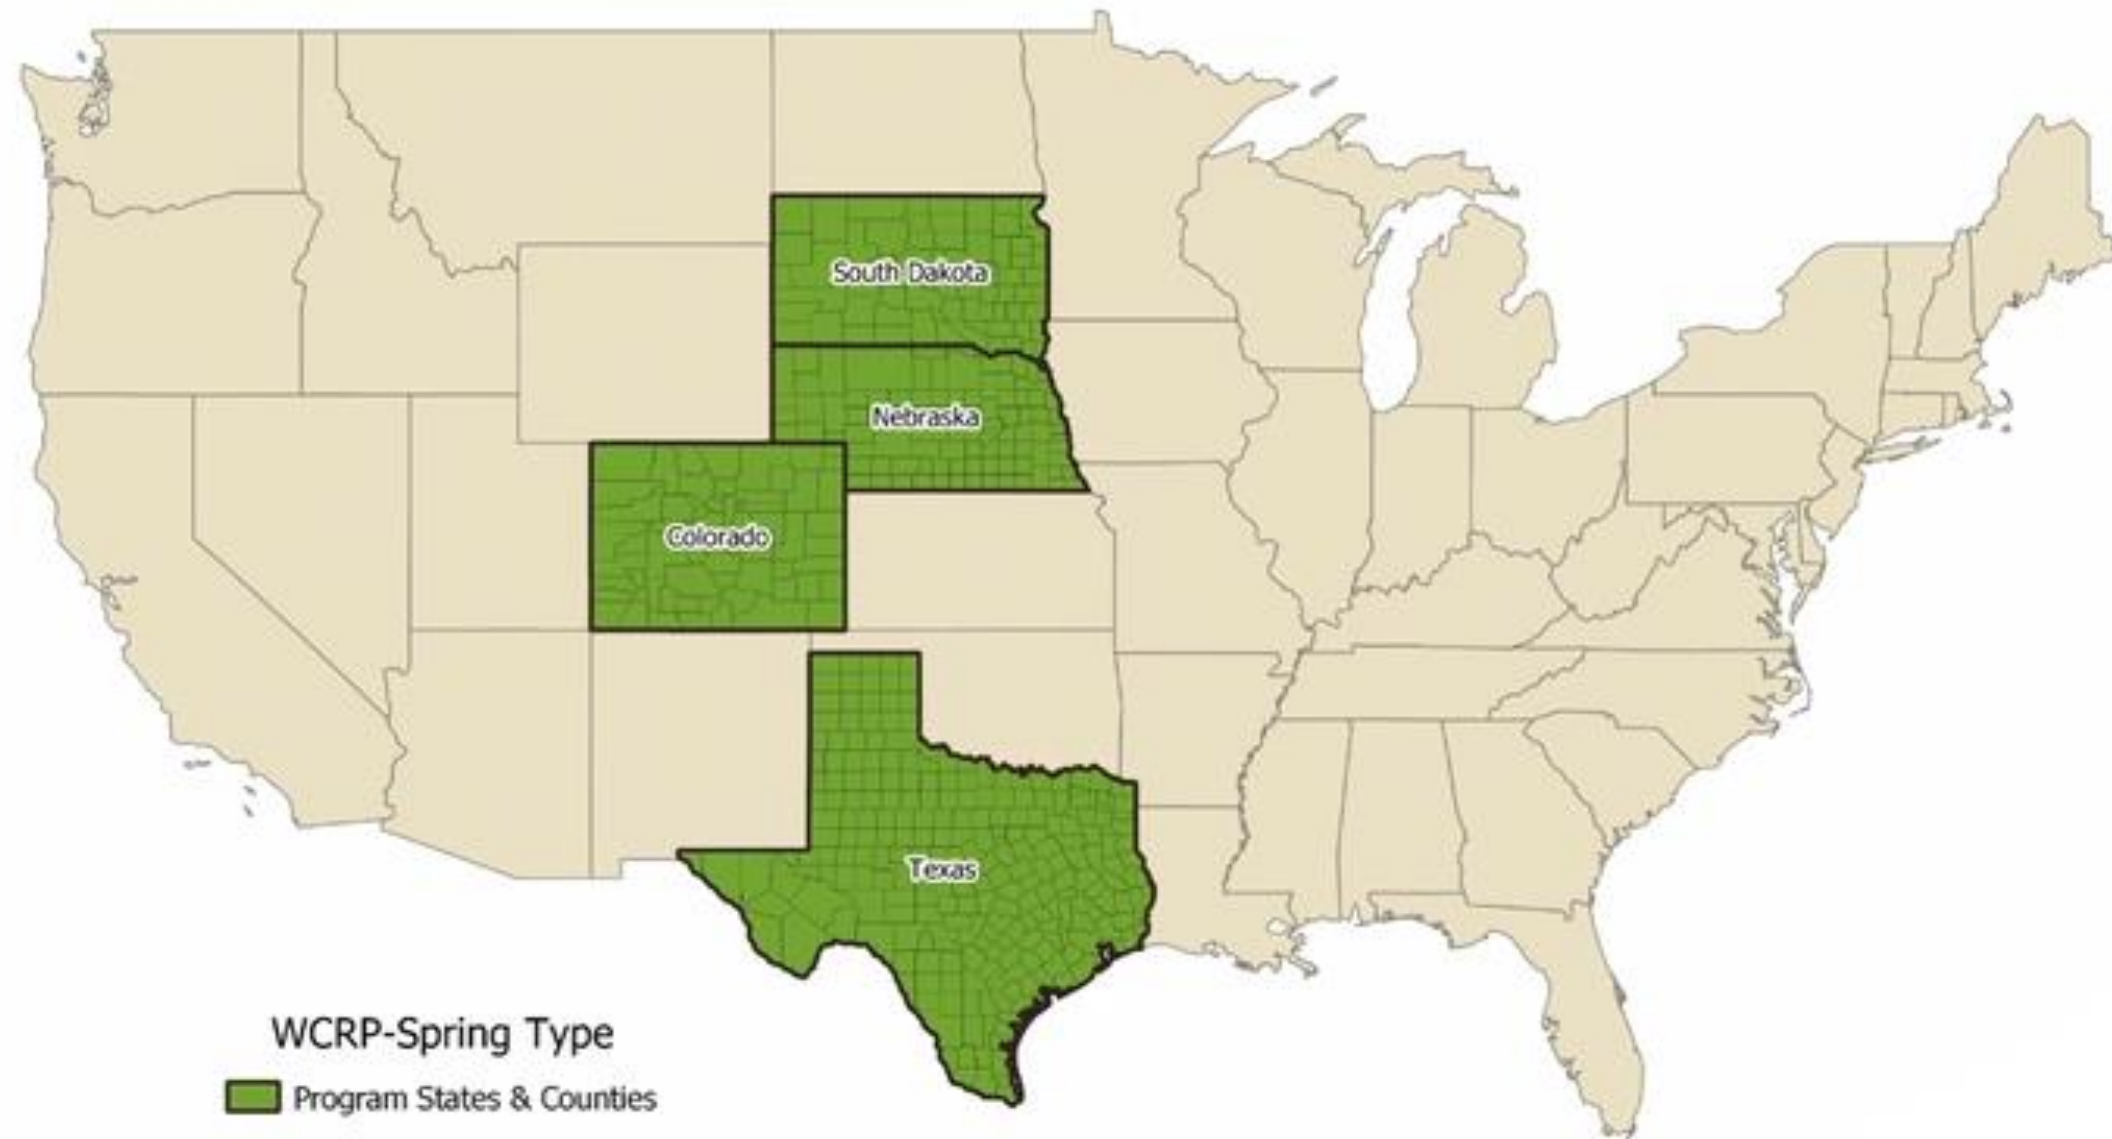 South Dakota
Nebraska
Colorado
Texas
WCRP-Spring Type
Program States & Counties